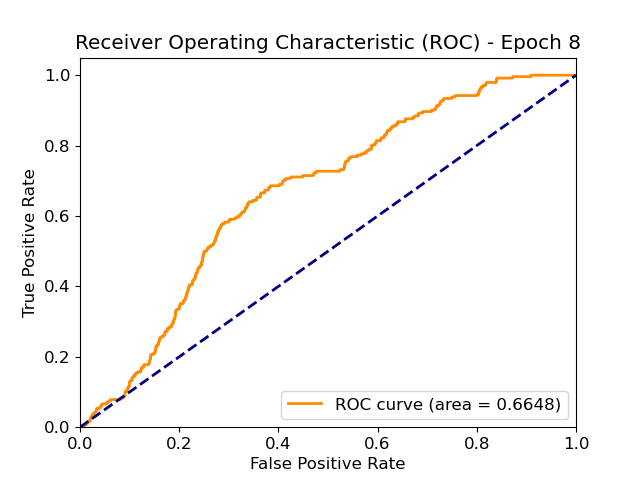 Receiver Operating Characteristic (ROC) - Epoch 8
1.0
0.8
0.6
0.4
0.2
0.0
True Positive Rate
ROC curve (area = 0.6648)
0.0 0.2 0.4 0.6 0.8 1.0
False Positive Rate